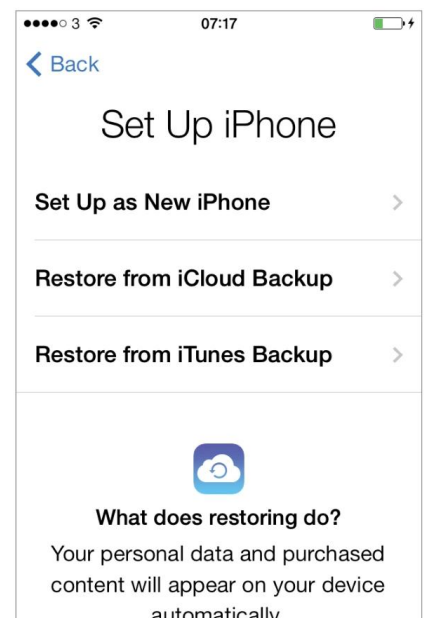 3 07:17
Back
Set Up iPhone
Set Up as New iPhone
Restore from iCloud Backup
Restore from iTunes Backup
What does restoring do?
Your personal data and purchased
content will appear on your device
automatically